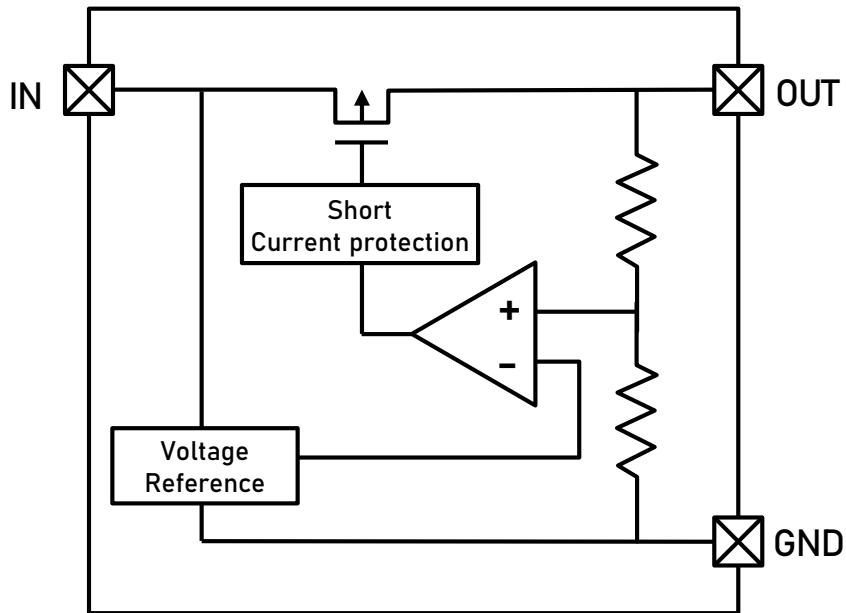 IN
OUT
Short
Current protection
+
-
Voltage
Reference
GND